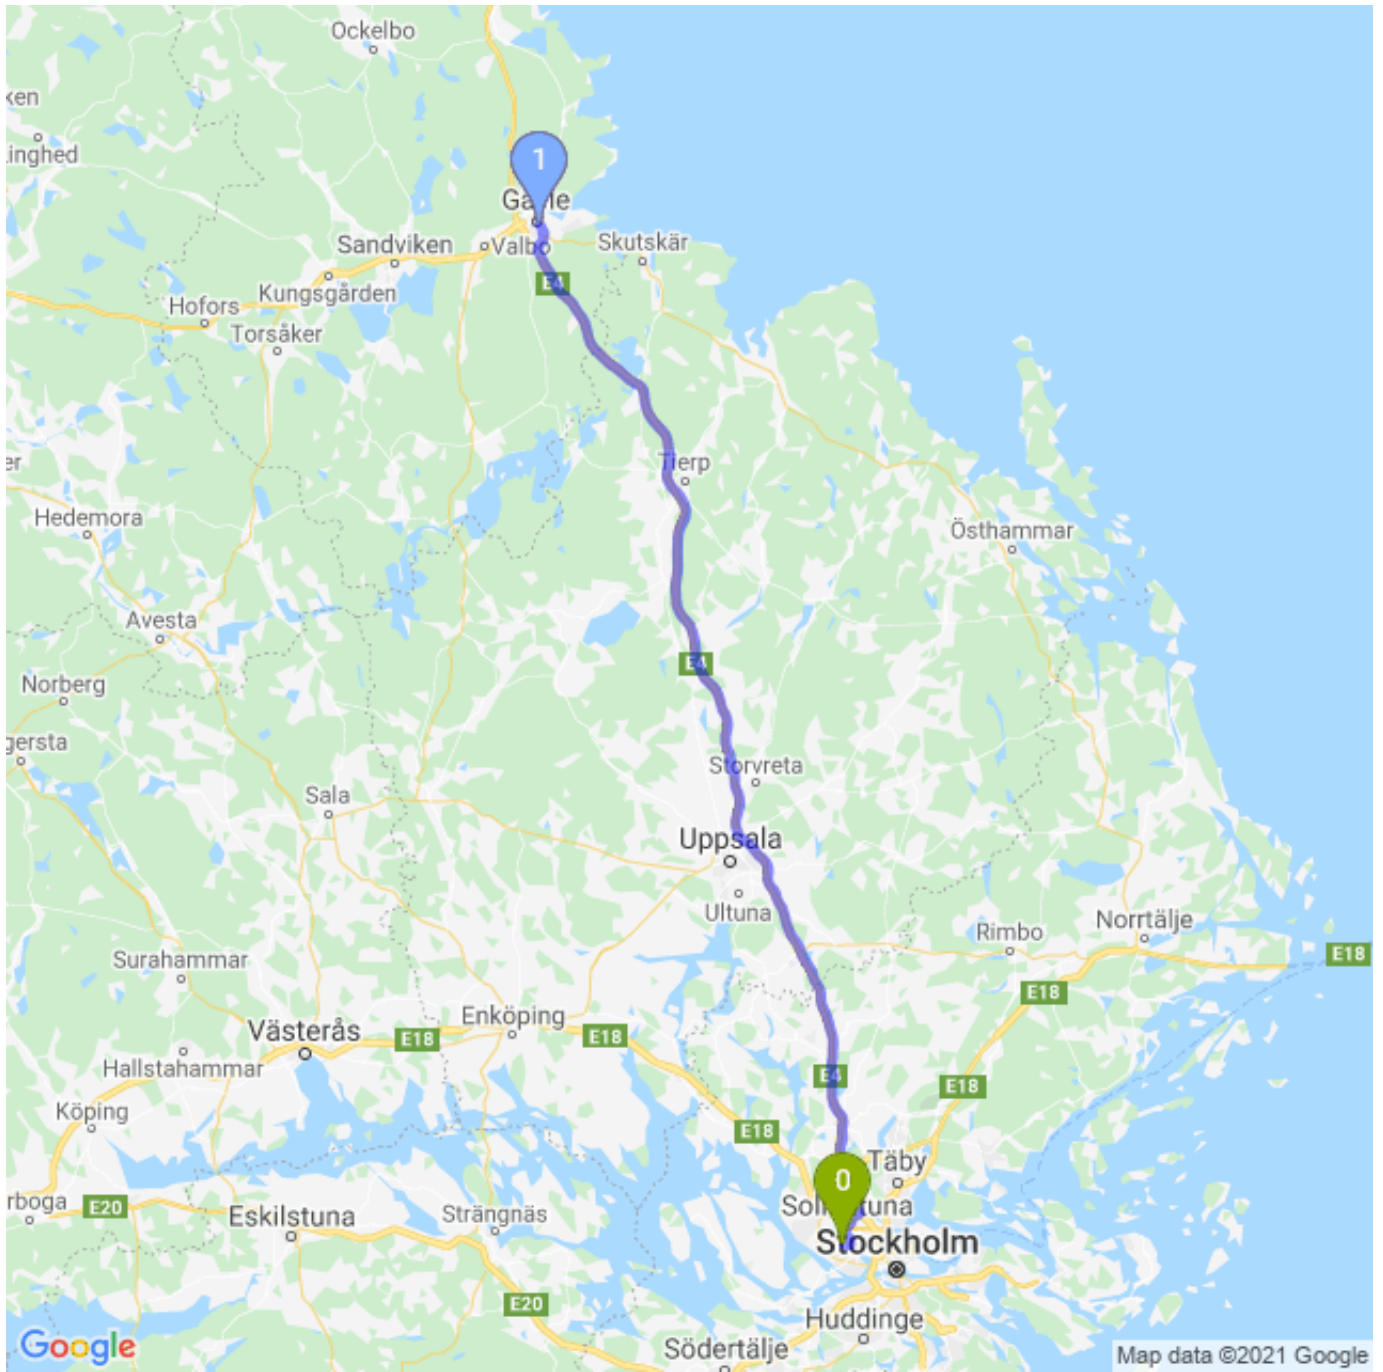 Ockelbo
ken
Linghed
1
Gävle
Sandviken
Valbo
Skutskär
E4
Kungsgården
Hofors
Torsåker
Tierp
Hedemora
Östhammar
Avesta
E4
Norberg
gersta
Storvreta
Sala
Uppsala
Ultuna
Norrtälje
Rimbo
E18
Surahammar
E18
Enköping
Västerås
E18
E18
Hallstahammar
E4
E18
Köping
E18
Täby
0
rboga
E20
Sollentuna
Eskilstuna
Strängnäs
Stockholm
E20
Huddinge
Södertälje
Google
Map data ©2021 Google